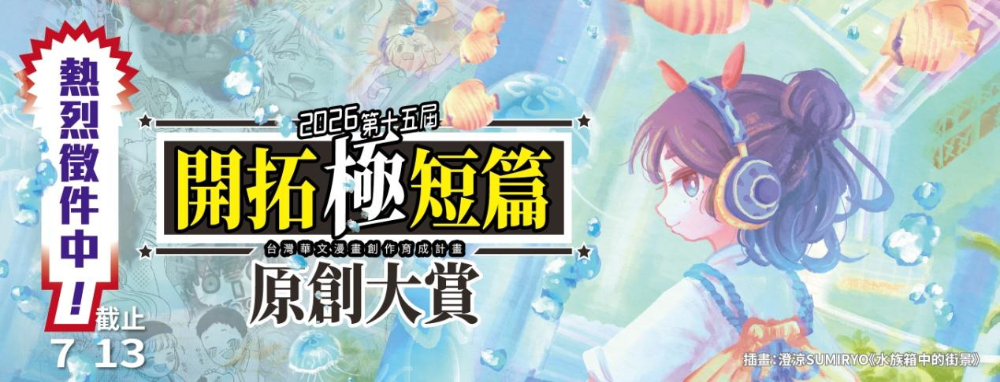 熱烈徵件中!
截止
7 13
2026第十五屆
開拓極短篇
台灣華文漫畫創作育成計畫
原創大賞
插畫:澄涼SUMIRYO《水族箱中的街景》